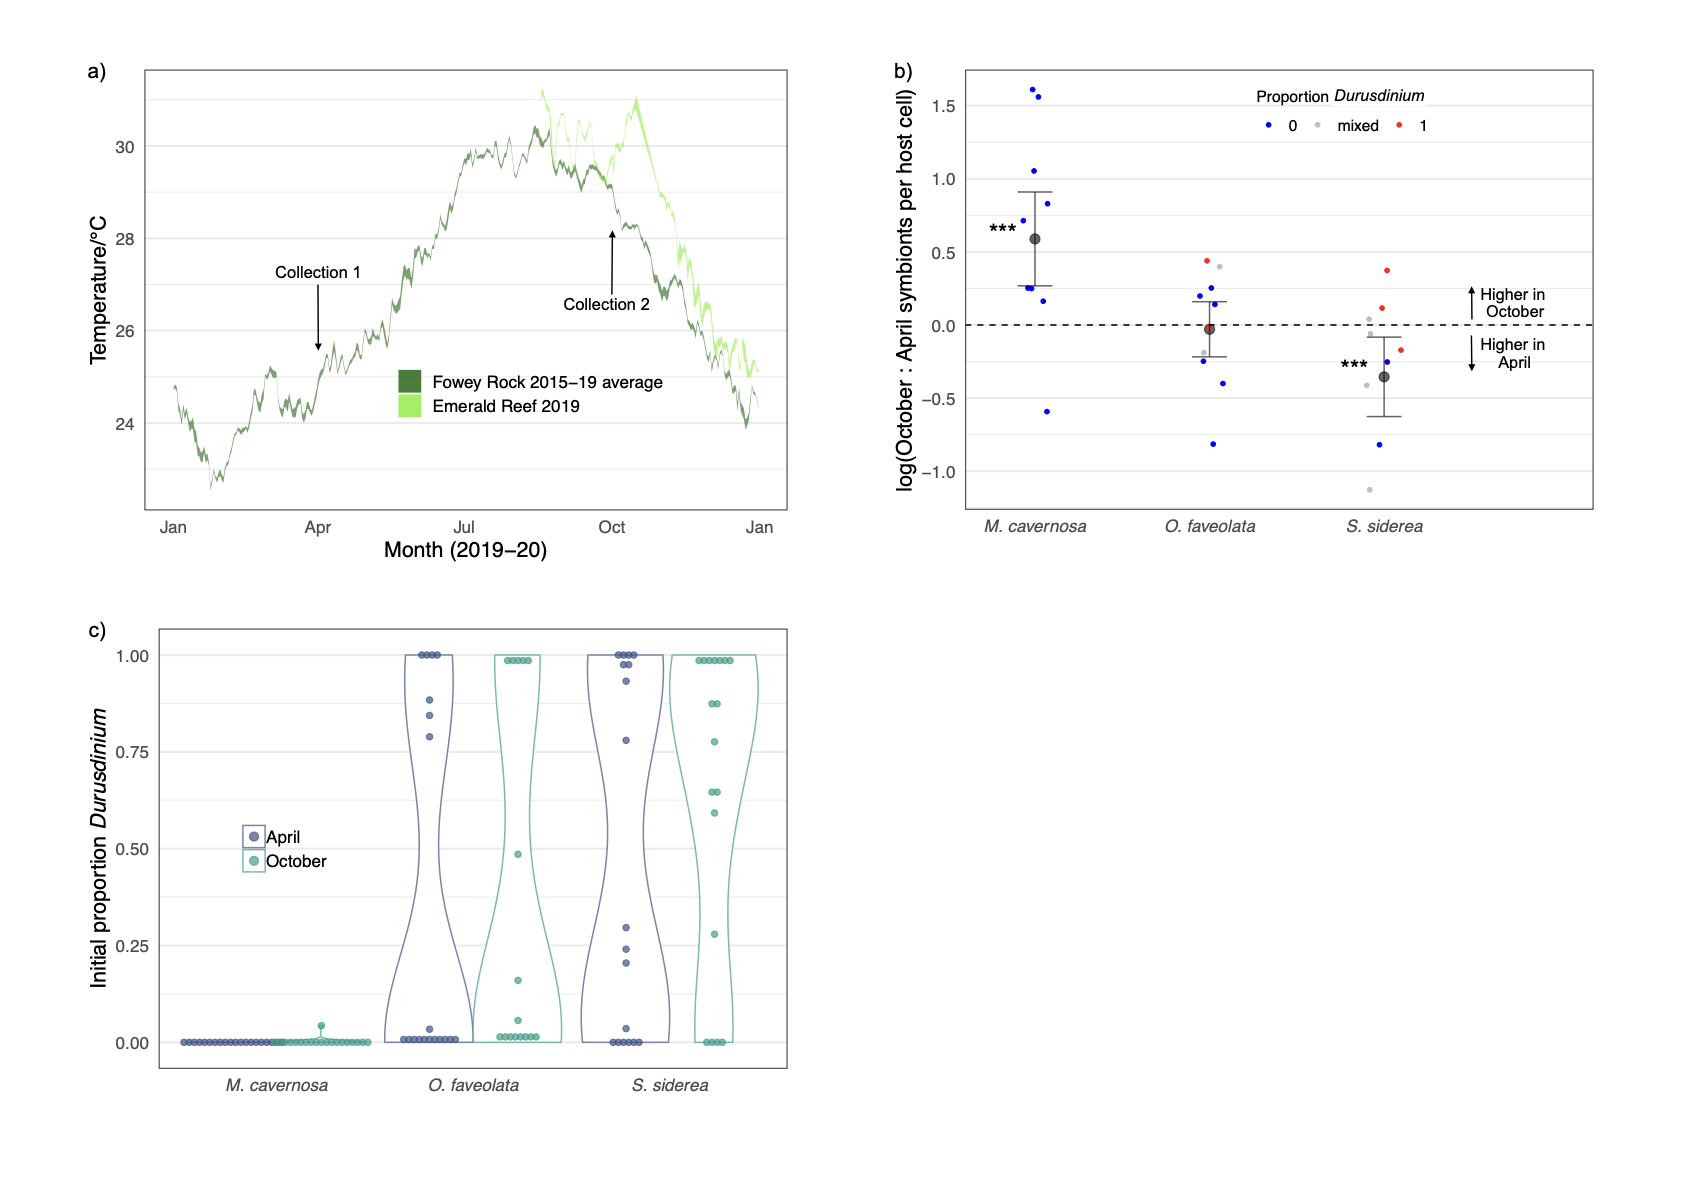 a)
Temperature/°C
30
28
26
24
Collection 1
Collection 2
Fowey Rock 2015−19 average
Emerald Reef 2019
Jan
Apr
Jul
Oct
Jan
Month (2019−20)
b)
log(October : April symbionts per host cell)
1.5
1.0
0.5
0.0
−0.5
−1.0
Proportion Durusdinium
0
mixed
1
***
***
Higher in
October
Higher in
April
M. cavernosa
O. faveolata
S. siderea
c)
Initial proportion Durusdinium
1.00
0.75
0.50
0.25
0.00
April
October
M. cavernosa
O. faveolata
S. siderea